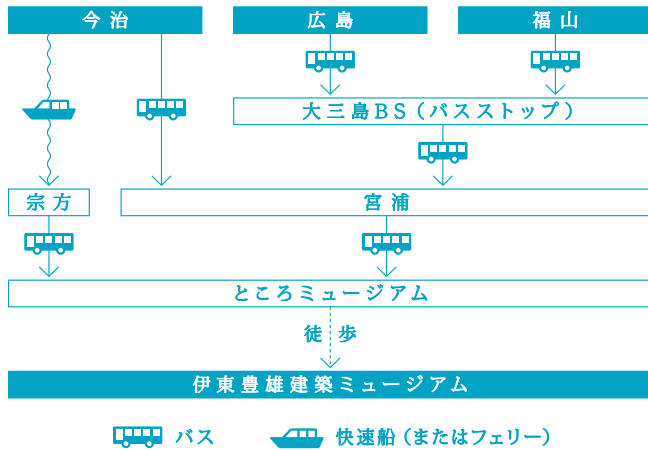 今治
広島
福山
大三島BS(バスストップ)
宗方
宮浦
ところミュージアム
徒歩
伊東豊雄建築ミュージアム
バス
快速船(またはフェリー)